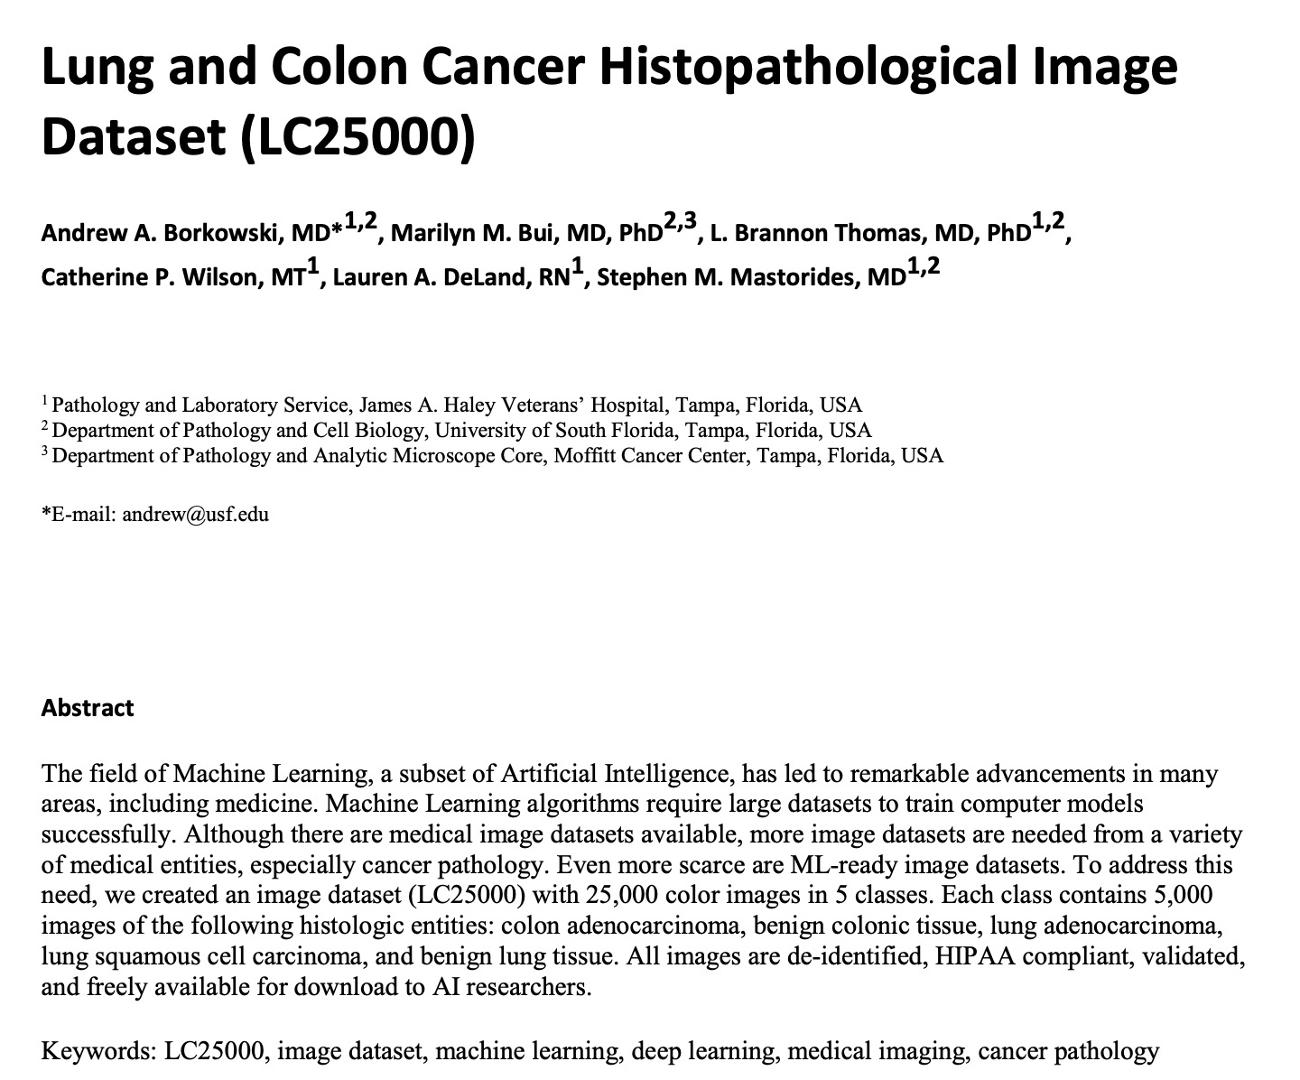 Lung and Colon Cancer Histopathological Image
Dataset (LC25000)
Andrew A. Borkowski, MD*1,2, Marilyn M. Bui, MD, PhD2,3, L. Brannon Thomas, MD, PhD1,2,
Catherine P. Wilson, MT1, Lauren A. DeLand, RN1, Stephen M. Mastorides, MD1,2
1 Pathology and Laboratory Service, James A. Haley Veterans’ Hospital, Tampa, Florida, USA
2 Department of Pathology and Cell Biology, University of South Florida, Tampa, Florida, USA
3 Department of Pathology and Analytic Microscope Core, Moffitt Cancer Center, Tampa, Florida, USA
*E-mail: andrew@usf.edu
Abstract
The field of Machine Learning, a subset of Artificial Intelligence, has led to remarkable advancements in many
areas, including medicine. Machine Learning algorithms require large datasets to train computer models
successfully. Although there are medical image datasets available, more image datasets are needed from a variety
of medical entities, especially cancer pathology. Even more scarce are ML-ready image datasets. To address this
need, we created an image dataset (LC25000) with 25,000 color images in 5 classes. Each class contains 5,000
images of the following histologic entities: colon adenocarcinoma, benign colonic tissue, lung adenocarcinoma,
lung squamous cell carcinoma, and benign lung tissue. All images are de-identified, HIPAA compliant, validated,
and freely available for download to AI researchers.
Keywords: LC25000, image dataset, machine learning, deep learning, medical imaging, cancer pathology